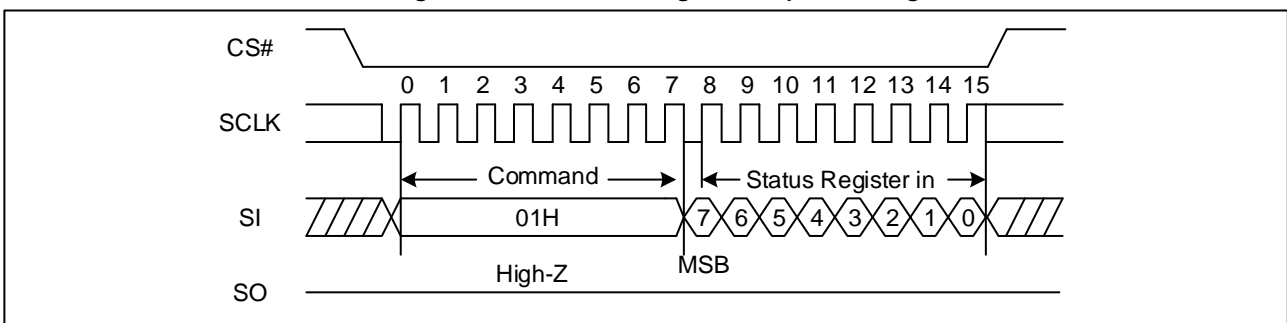 CS#
0 1 2 3 4 5 6 7 8 9 10 11 12 13 14 15
SCLK
Command Status Register in
SI 01H 7 6 5 4 3 2 1 0
High-Z MSB
SO